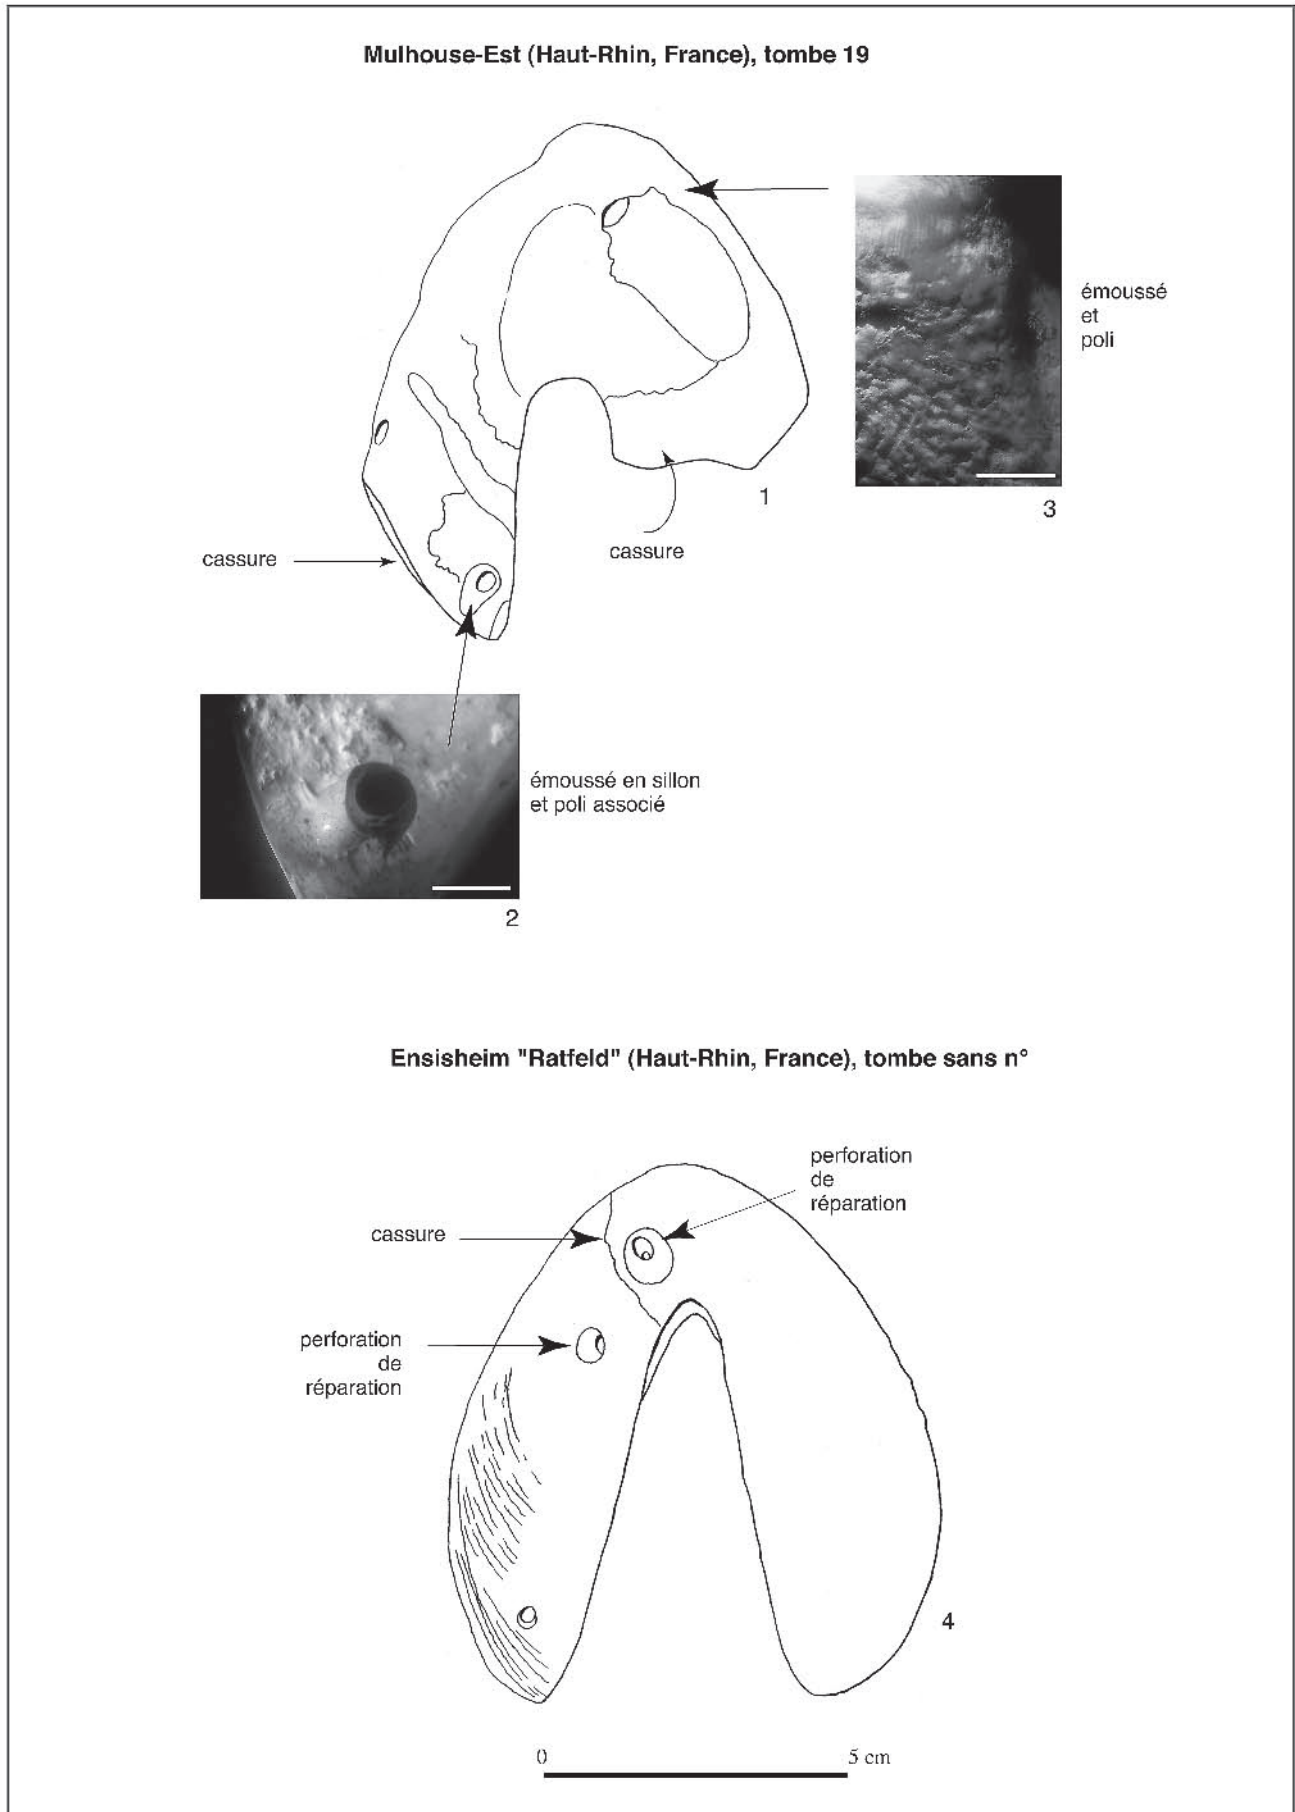 Mulhouse-Est (Haut-Rhin, France), tombe 19
émoussé
et
poli
1
3
cassure
cassure
émoussé en sillon
et poli associé
2
Ensisheim "Ratfeld" (Haut-Rhin, France), tombe sans n°
perforation
de
réparation
cassure
perforation
de
réparation
4
0 5 cm